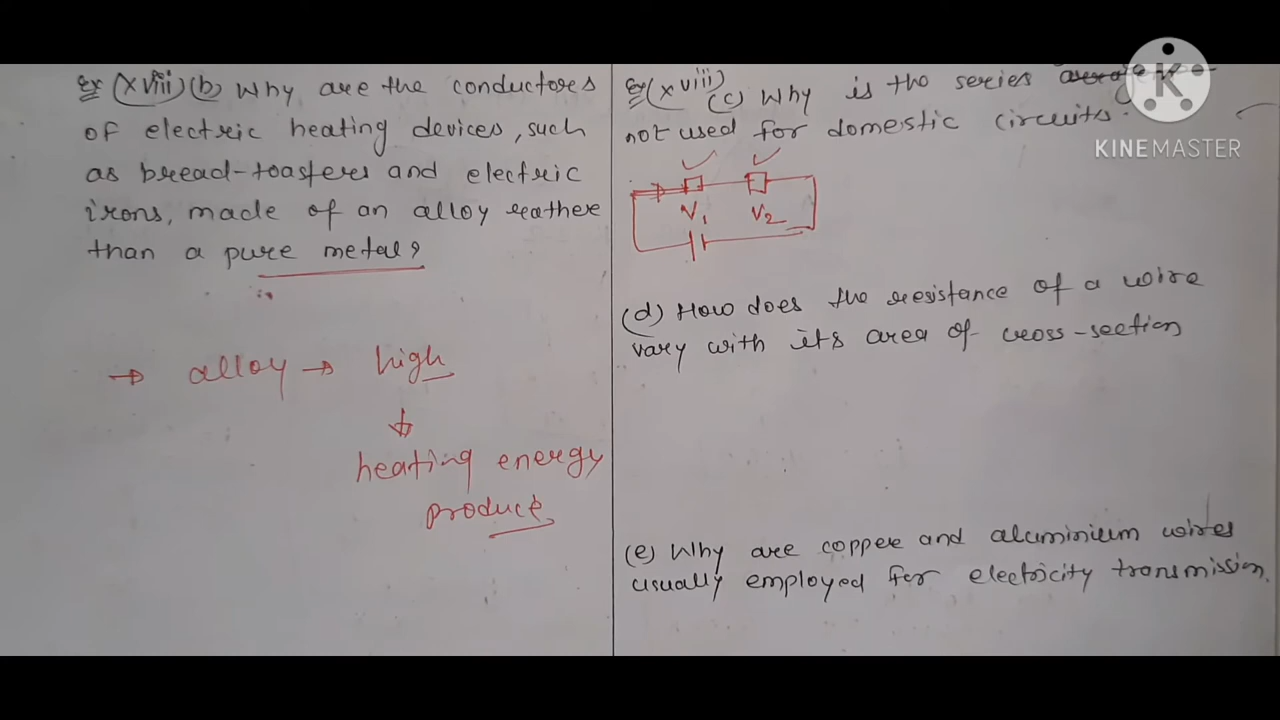 Ex (xviii) (b) Why are the conductors
of electric heating devices, such
as bread-toasters and electric
irons, made of an alloy rather
than a pure metal?
→ alloy → high
heating energy
produce
Ex (xviii) (c) Why is the series
not used for domestic circuits.
V1 V2
(d) How does the resistance of a wire
vary with its area of cross-section
(e) Why are copper and aluminium wires
usually employed for electricity transmission.
K
KINEMASTER